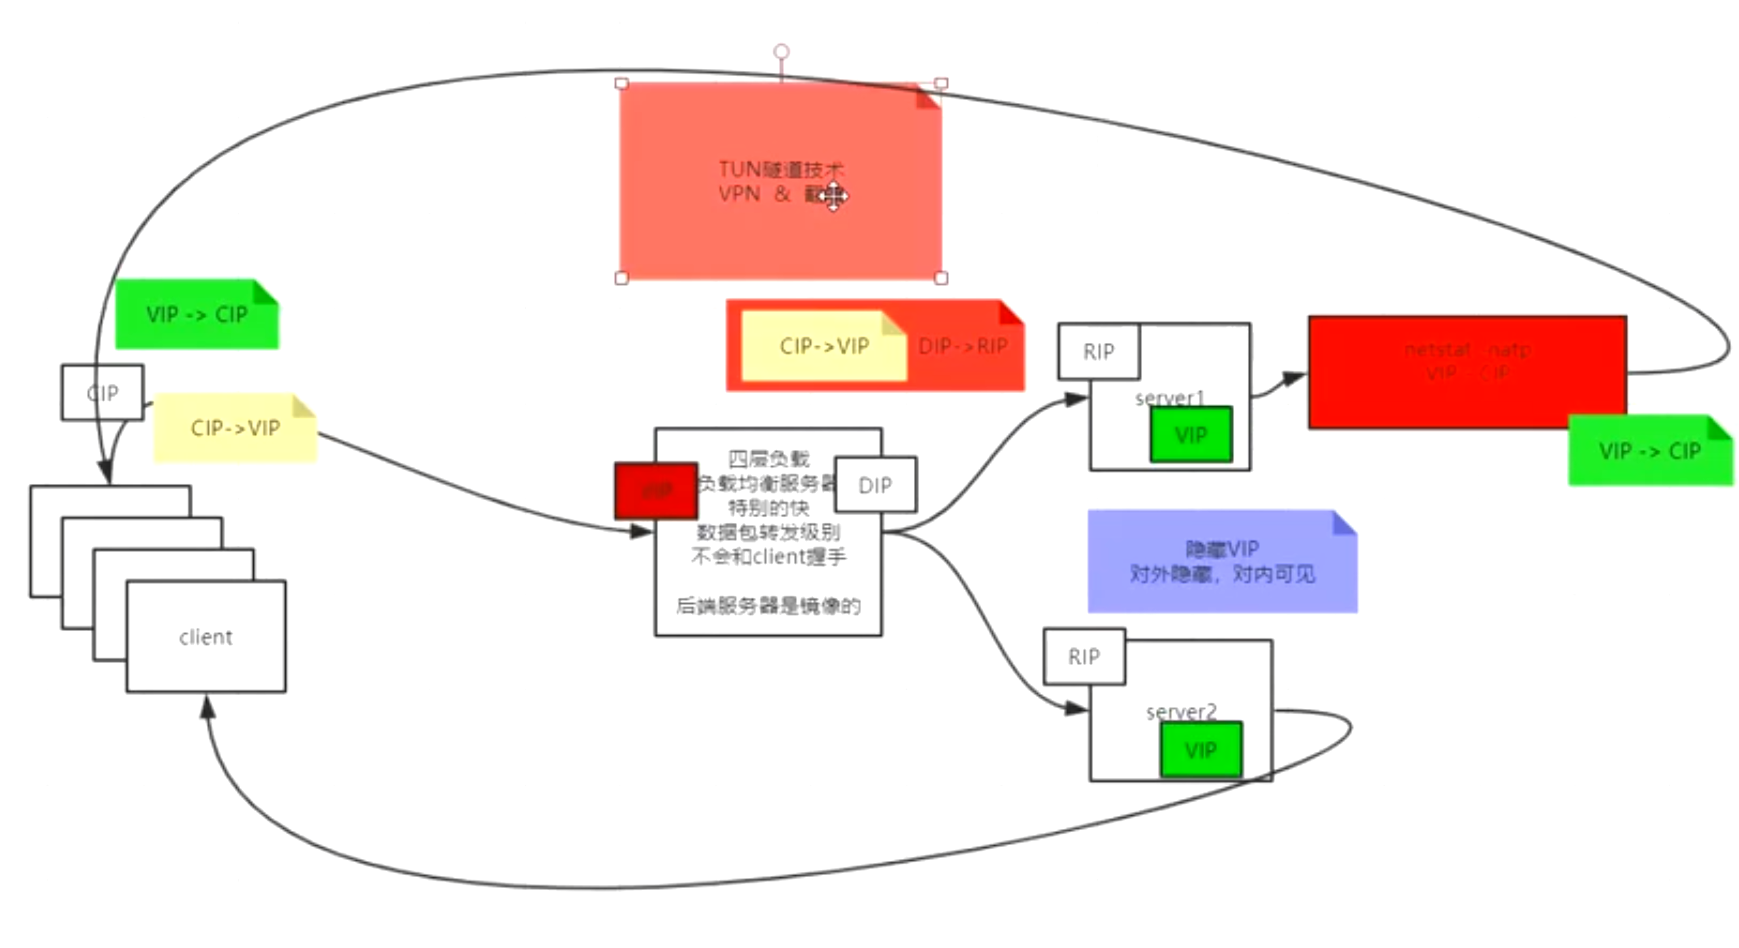 TUN隧道技术
VPN &
VIP -> CIP
CIP->VIP
DIP->RIP
RIP
netstat -natp
VIP - CIP
CIP
server1
VIP
CIP->VIP
VIP -> CIP
四层负载
VIP
负载均衡服务器
DIP
特别的快
数据包转发级别
不会和client握手
后端服务器是镜像的
隐藏VIP
对外隐藏，对内可见
client
RIP
server2
VIP